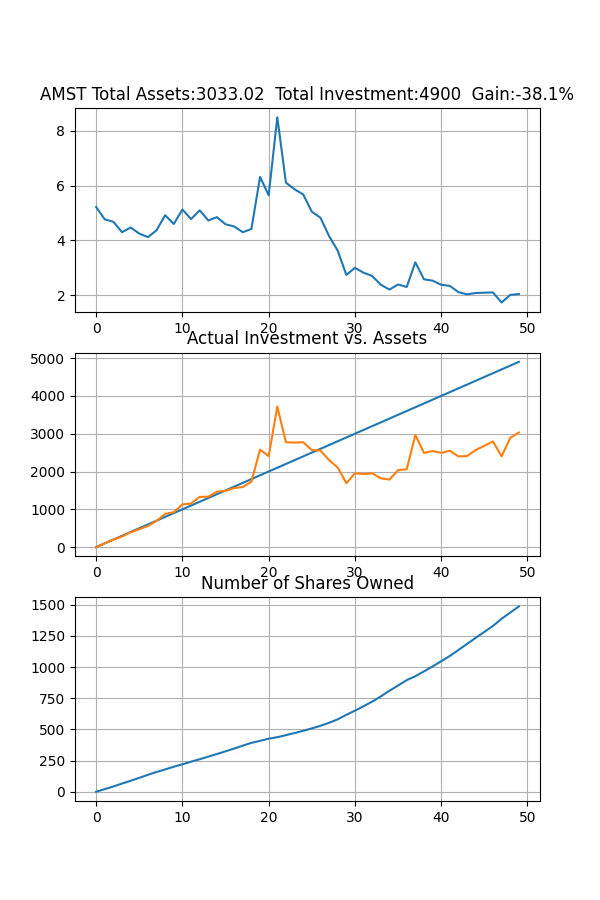 AMST Total Assets:3033.02  Total Investment:4900  Gain:-38.1%
8
6
4
2
0 10 20 30 40 50
Actual Investment vs. Assets
5000
4000
3000
2000
1000
0
0 10 20 30 40 50
Number of Shares Owned
1500
1250
1000
750
500
250
0
0 10 20 30 40 50